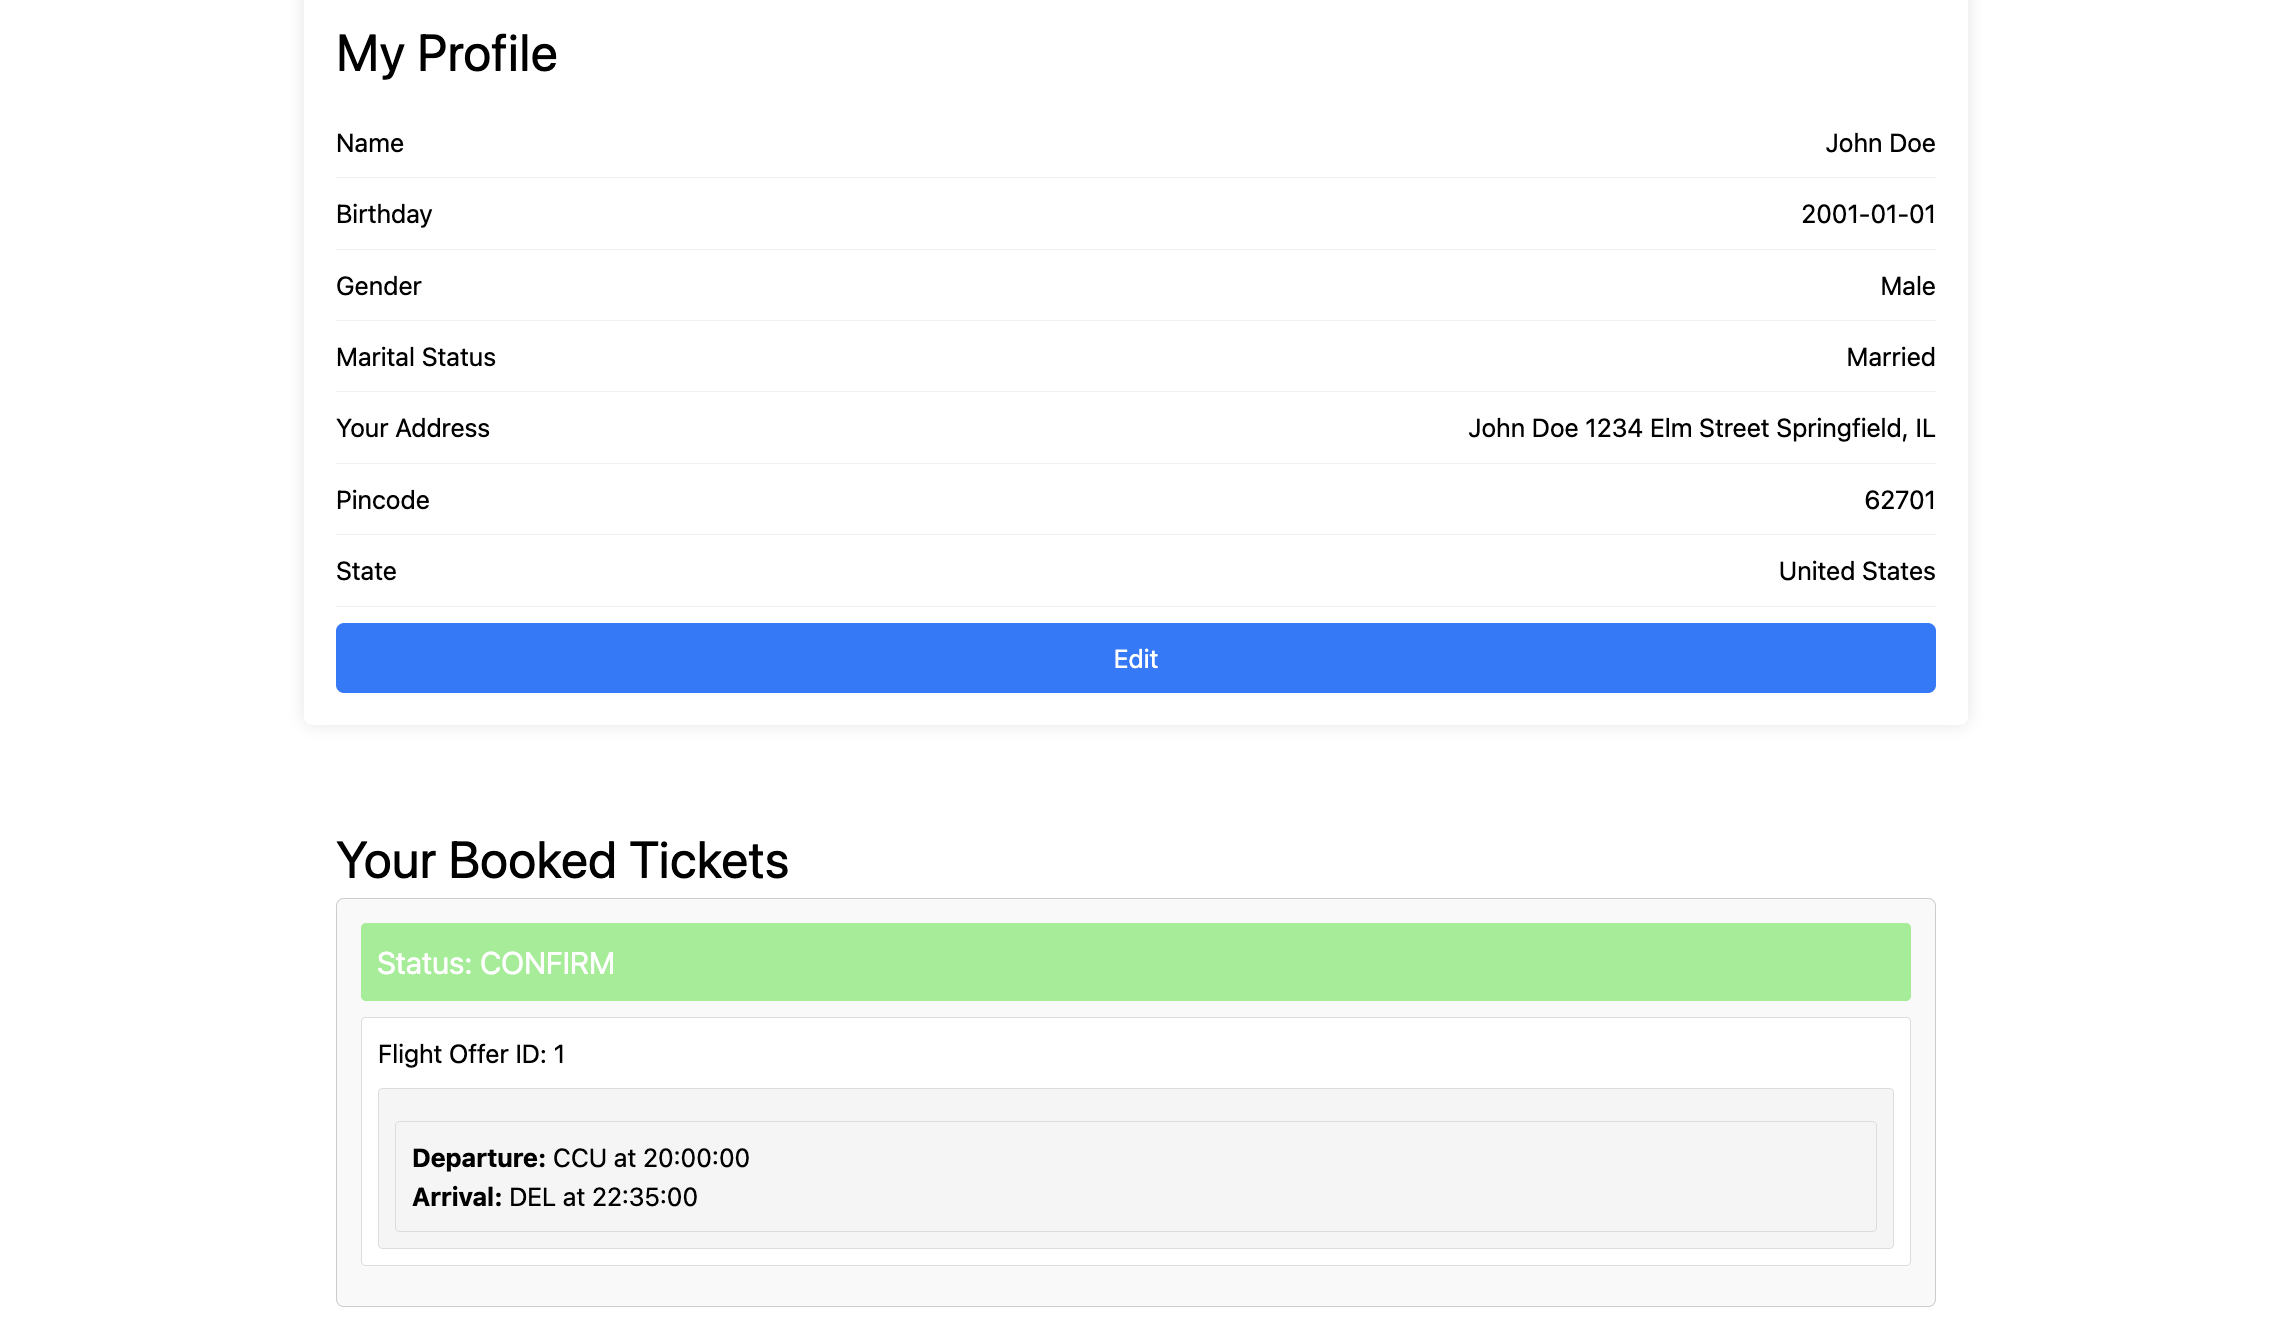 My Profile
Name John Doe
Birthday 2001-01-01
Gender Male
Marital Status Married
Your Address John Doe 1234 Elm Street Springfield, IL
Pincode 62701
State United States
Edit
Your Booked Tickets
Status: CONFIRM
Flight Offer ID: 1
Departure: CCU at 20:00:00
Arrival: DEL at 22:35:00